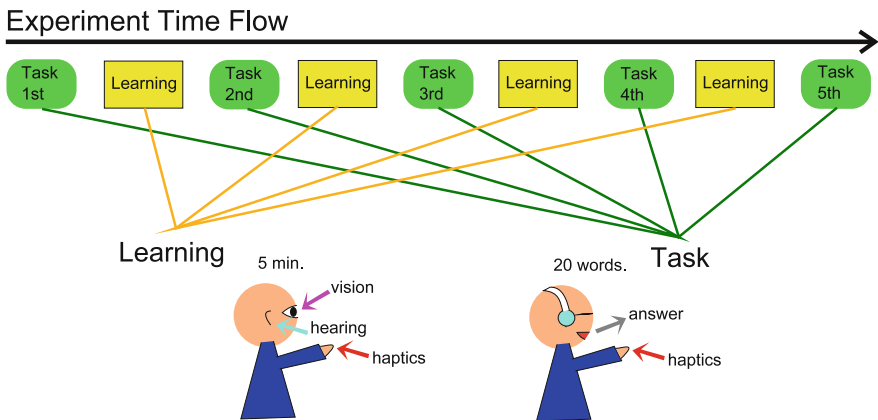 Experiment Time Flow
Task
1st
Learning
Task
2nd
Learning
Task
3rd
Learning
Task
4th
Learning
Task
5th
Learning
Task
5 min.
20 words.
vision
hearing
haptics
answer
haptics